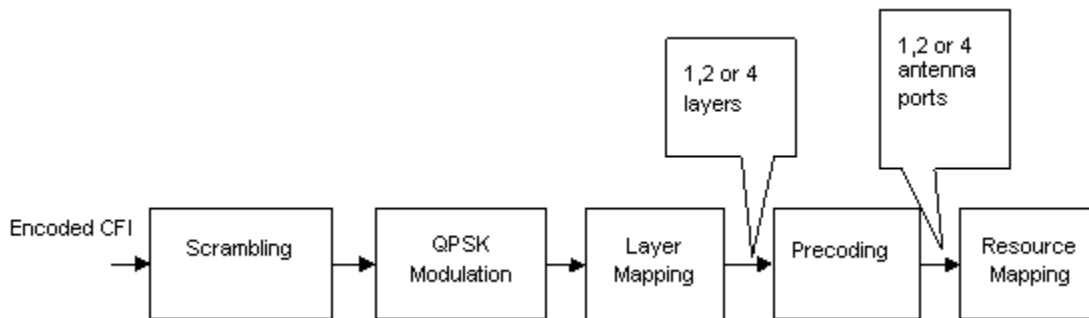 1,2 or 4
layers
1,2 or 4
antenna
ports
Encoded CFI
Scrambling
QPSK
Modulation
Layer
Mapping
Precoding
Resource
Mapping